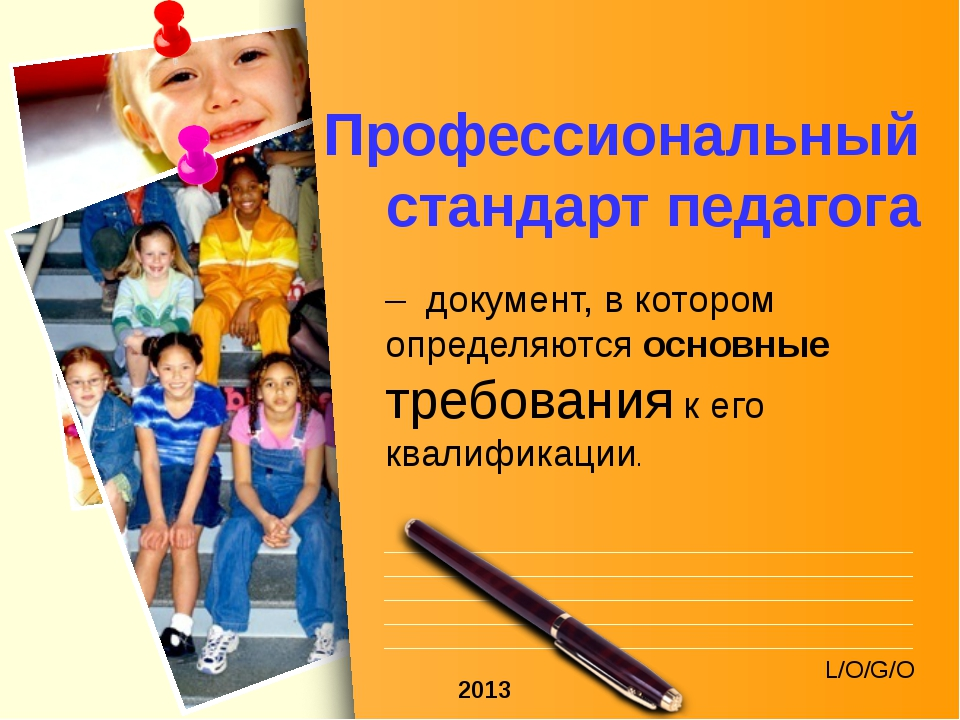 Профессиональный
стандарт педагога
– документ, в котором
определяются основные
требования к его
квалификации.
L/O/G/O
2013